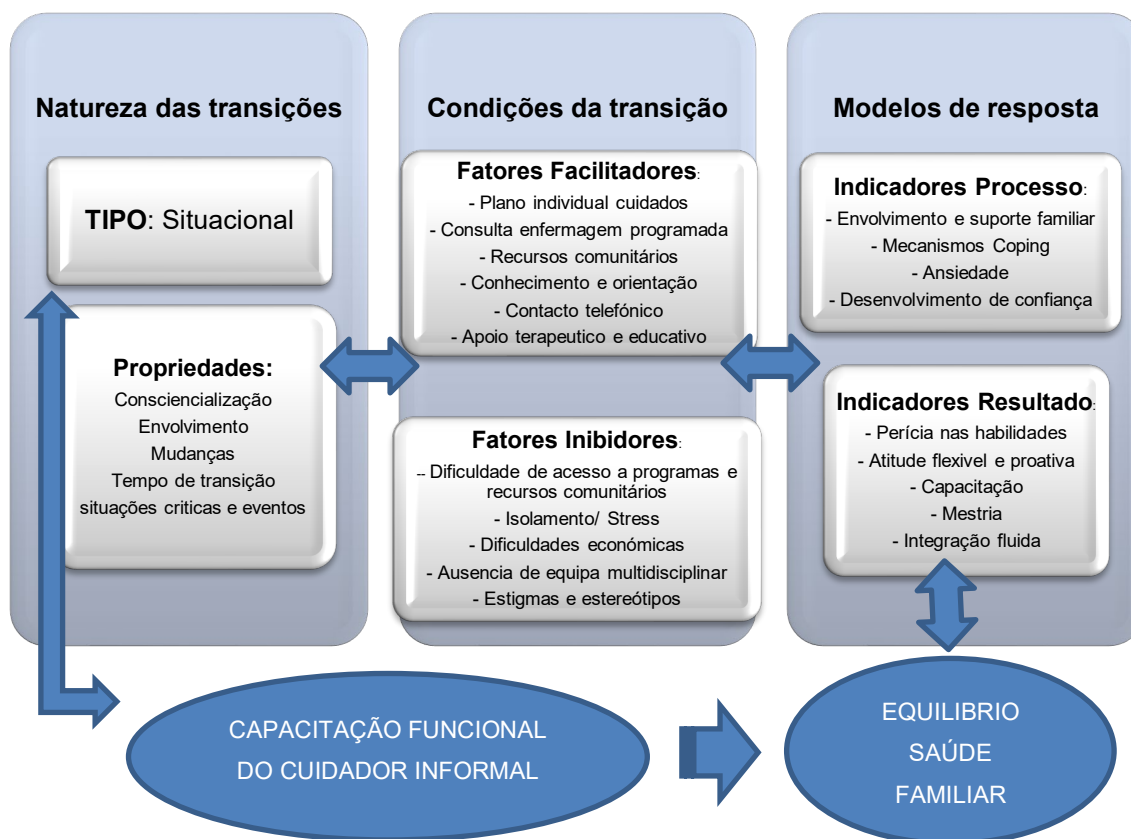 Natureza das transições
TIPO: Situacional
Propriedades:
Consciencialização
Envolvimento
Mudanças
Tempo de transição
situações criticas e eventos
Condições da transição
Fatores Facilitadores:
- Plano individual cuidados
- Consulta enfermagem programada
- Recursos comunitários
- Conhecimento e orientação
- Contacto telefónico
- Apoio terapeutico e educativo
Fatores Inibidores:
-- Dificuldade de acesso a programas e
recursos comunitários
- Isolamento/ Stress
- Dificuldades económicas
- Ausencia de equipa multidisciplinar
- Estigmas e estereótipos
Modelos de resposta
Indicadores Processo:
- Envolvimento e suporte familiar
- Mecanismos Coping
- Ansiedade
- Desenvolvimento de confiança
Indicadores Resultado:
- Perícia nas habilidades
- Atitude flexivel e proativa
- Capacitação
- Mestria
- Integração fluida
CAPACITAÇÃO FUNCIONAL
DO CUIDADOR INFORMAL
EQUILIBRIO
SAÚDE
FAMILIAR